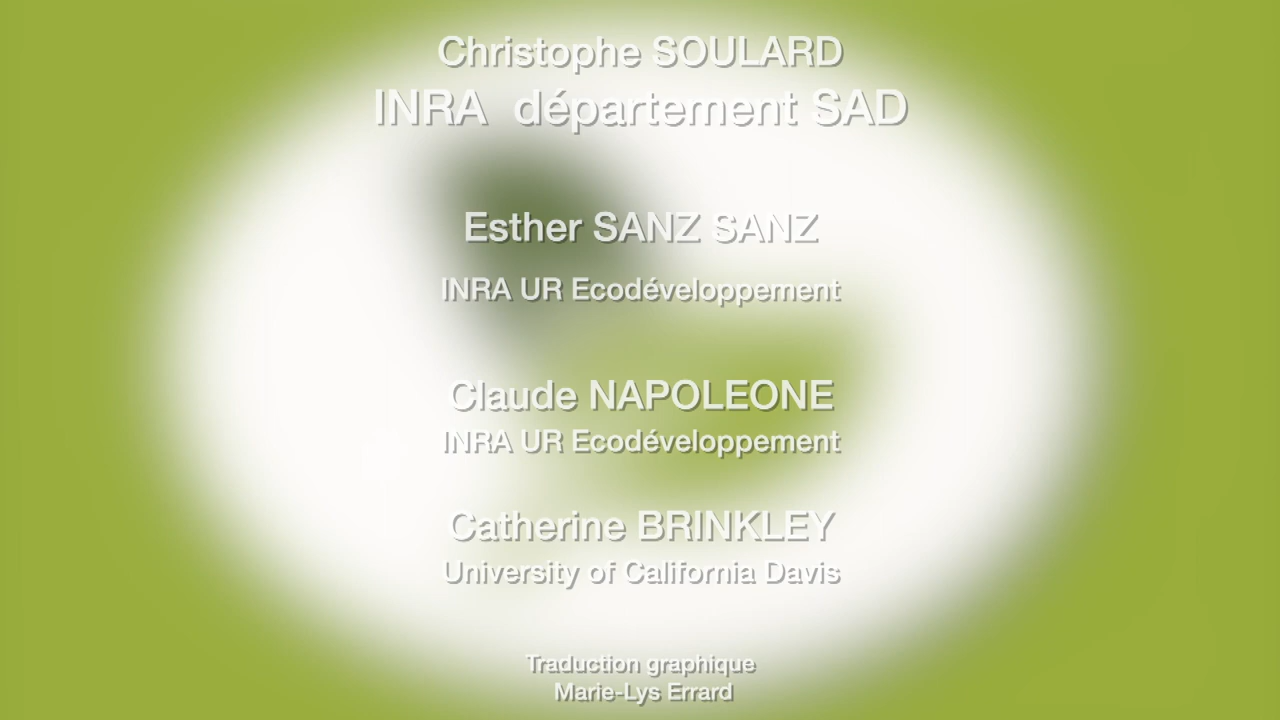 Christophe SOULARD
INRA département SAD
Esther SANZ SANZ
INRA UR Ecodéveloppement
Claude NAPOLEONE
INRA UR Ecodéveloppement
Catherine BRINKLEY
University of California Davis
Traduction graphique
Marie-Lys Errard